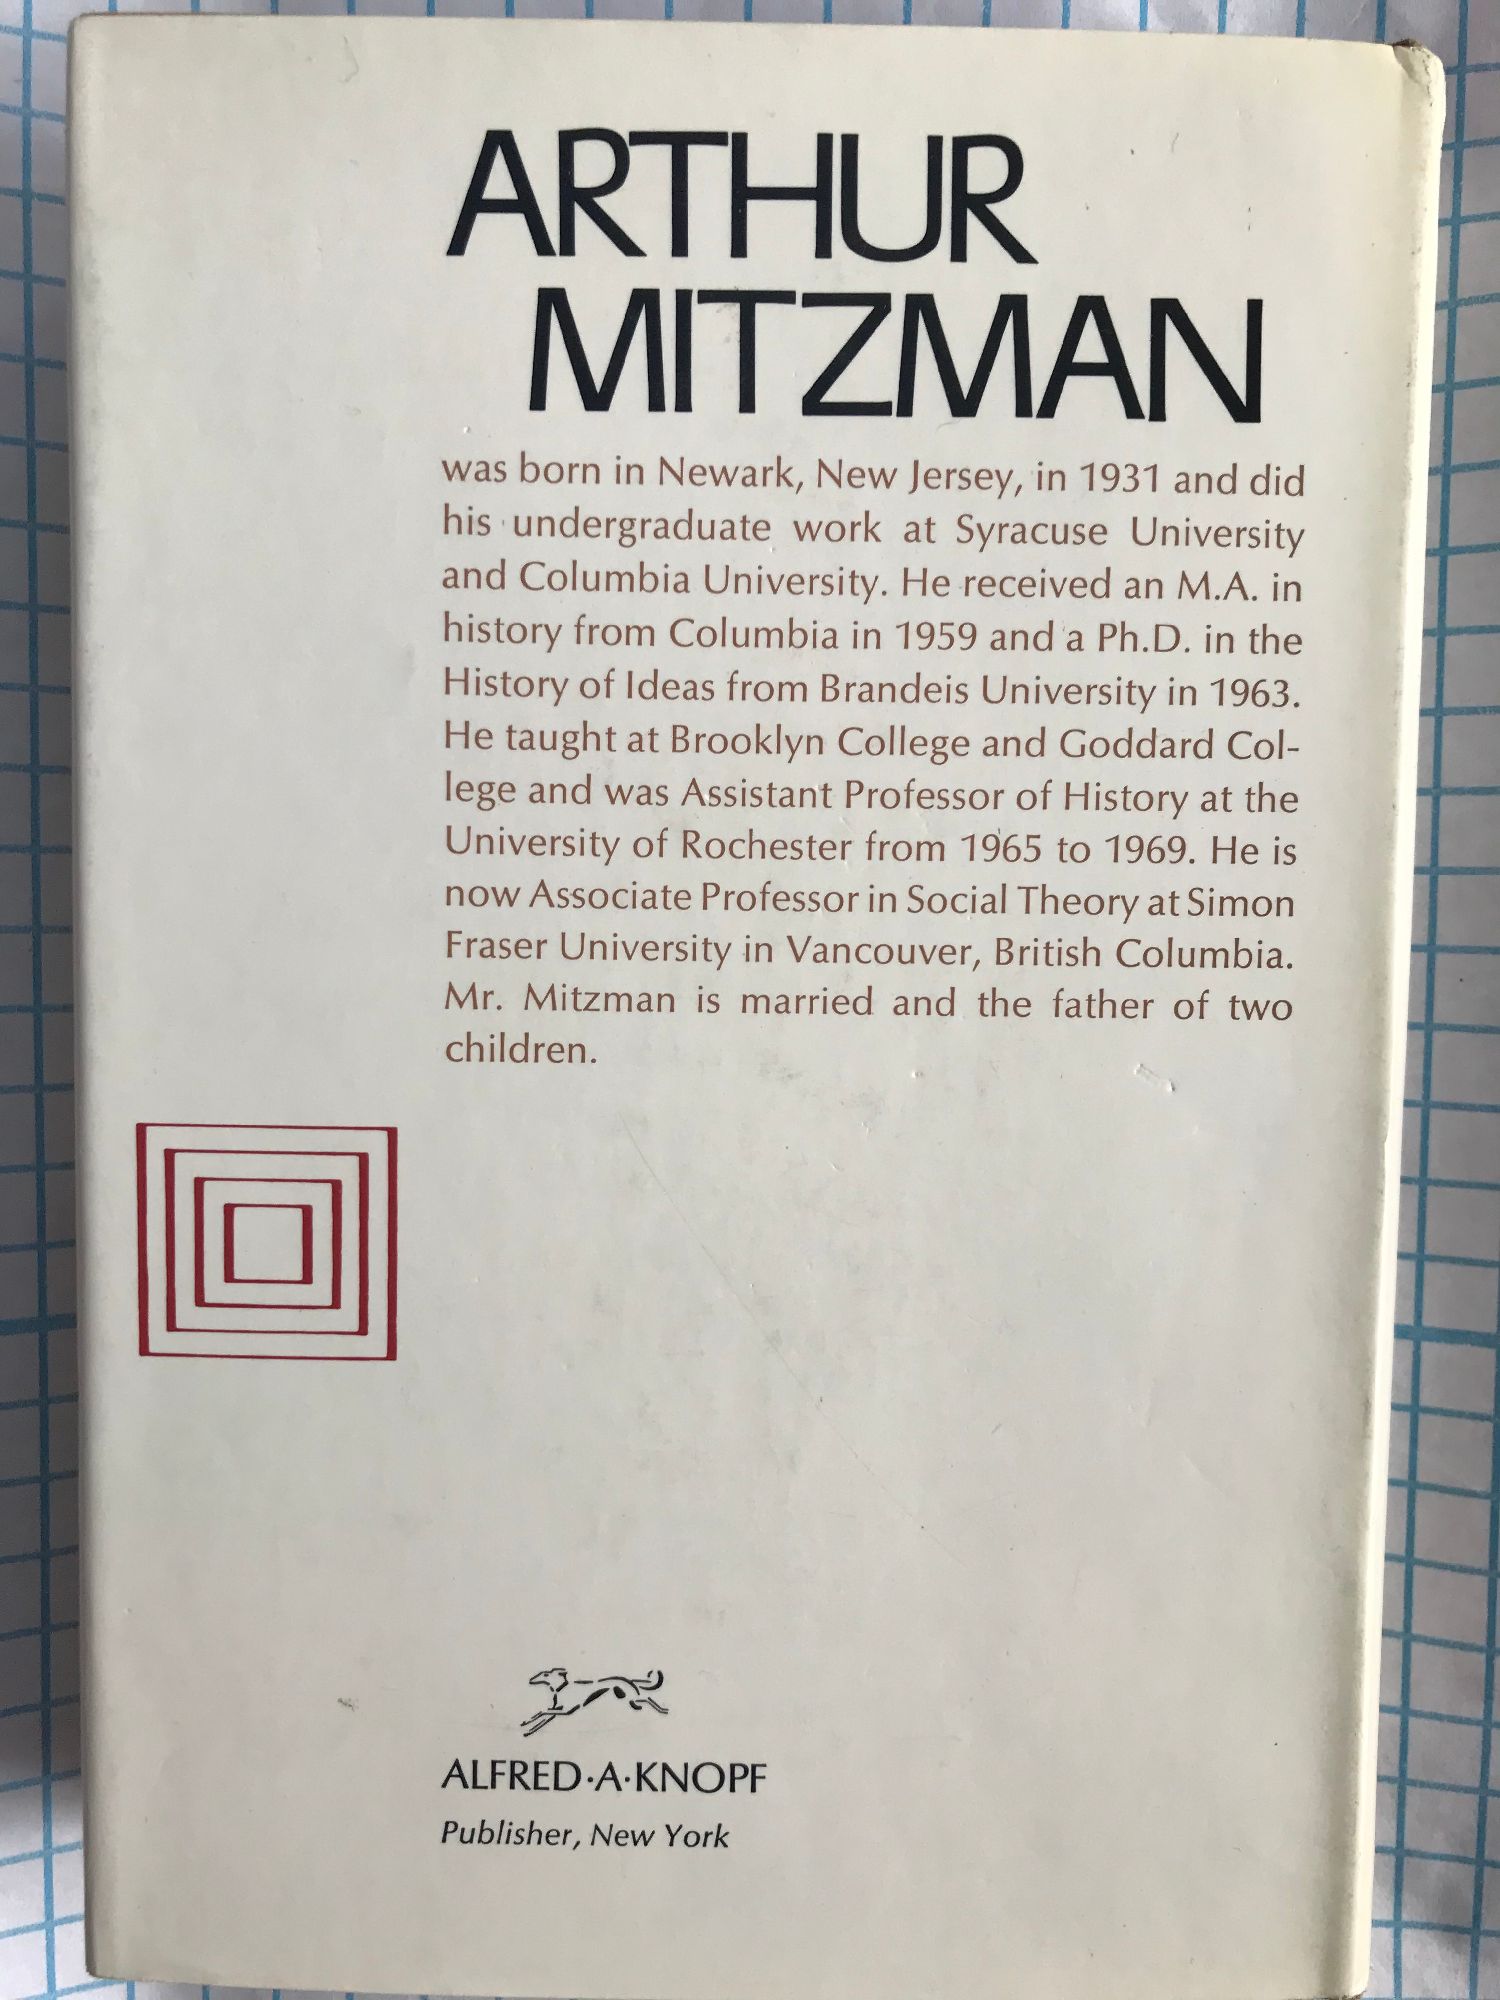 ARTHUR
MITZMAN
was born in Newark, New Jersey, in 1931 and did
his undergraduate work at Syracuse University
and Columbia University. He received an M.A. in
history from Columbia in 1959 and a Ph.D. in the
History of Ideas from Brandeis University in 1963.
He taught at Brooklyn College and Goddard Col-
lege and was Assistant Professor of History at the
University of Rochester from 1965 to 1969. He is
now Associate Professor in Social Theory at Simon
Fraser University in Vancouver, British Columbia.
Mr. Mitzman is married and the father of two
children.
ALFRED·A·KNOPF
Publisher, New York